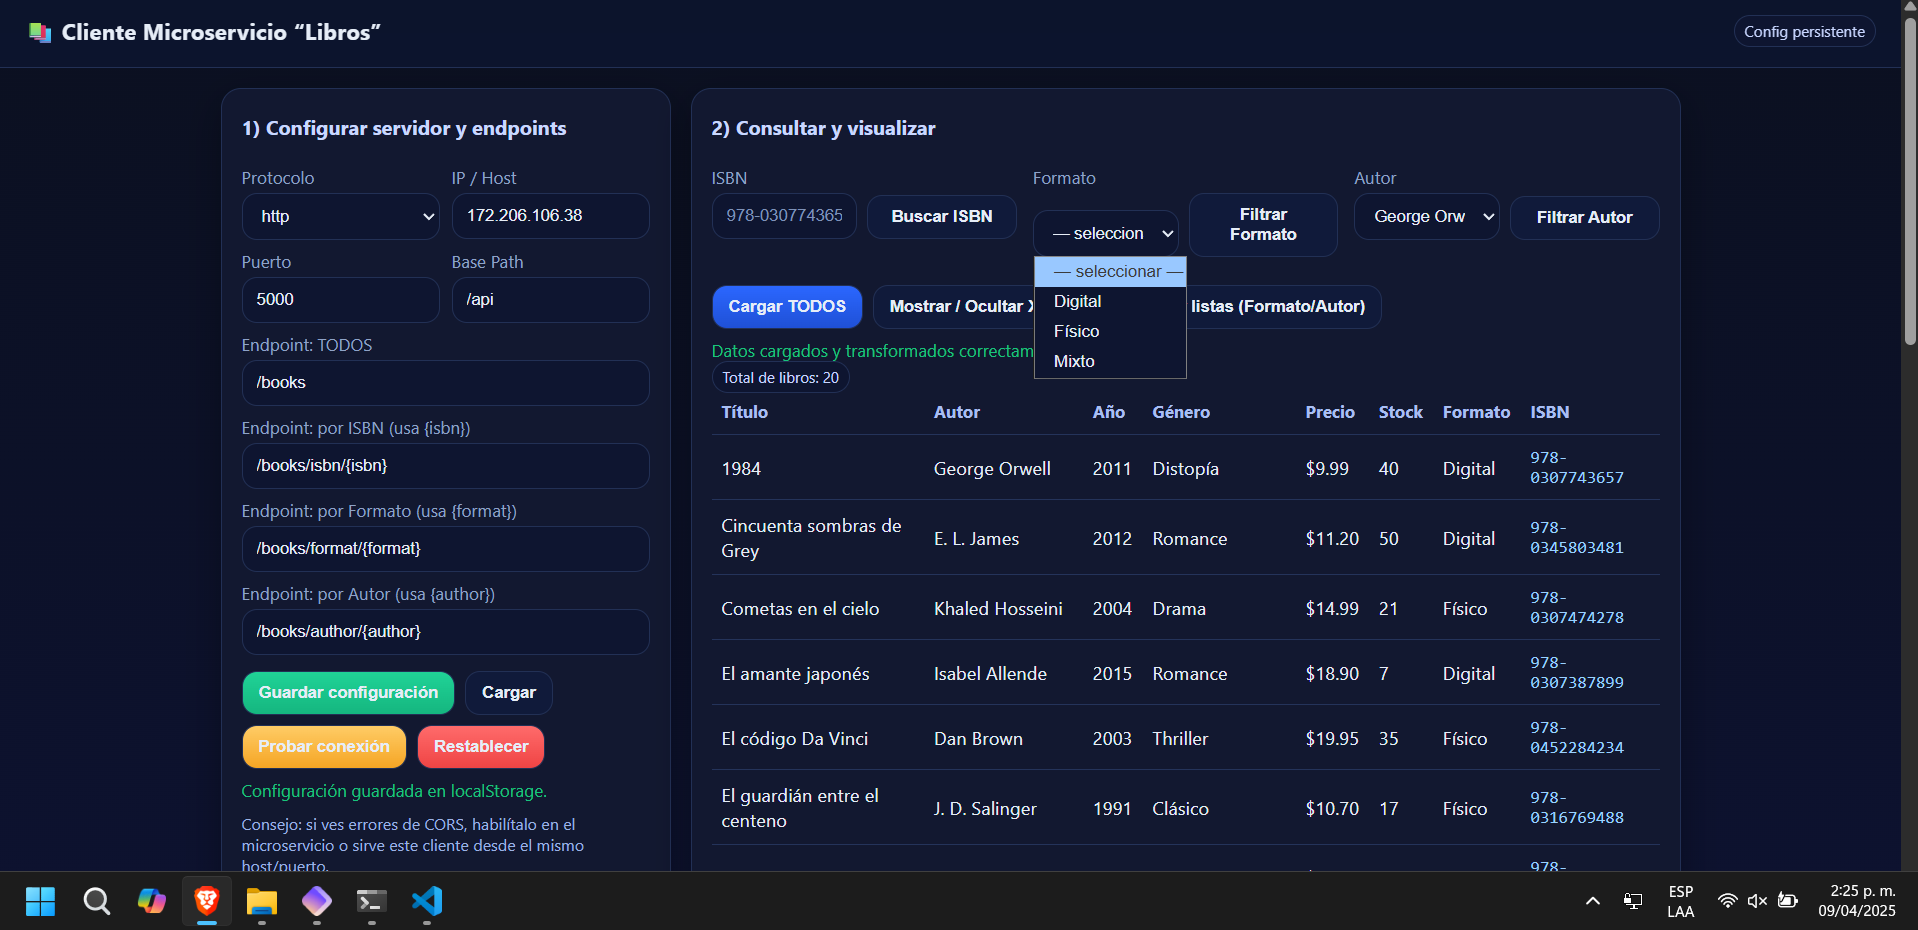 Cliente Microservicio “Libros”
Config persistente
1) Configurar servidor y endpoints
Protocolo
IP / Host
http
172.206.106.38
Puerto
Base Path
5000
/api
Endpoint: TODOS
/books
Endpoint: por ISBN (usa {isbn})
/books/isbn/{isbn}
Endpoint: por Formato (usa {format})
/books/format/{format}
Endpoint: por Autor (usa {author})
/books/author/{author}
Guardar configuración
Cargar
Probar conexión
Restablecer
Configuración guardada en localStorage.
Consejo: si ves errores de CORS, habilítalo en el
microservicio o sirve este cliente desde el mismo
host/puerto.
2) Consultar y visualizar
ISBN
Formato
Autor
978-030774365
Buscar ISBN
— seleccion
Filtrar
Formato
George Orw
Filtrar Autor
— seleccionar —
Digital
Físico
Mixto
Cargar TODOS
Mostrar / Ocultar
listas (Formato/Autor)
Datos cargados y transformados correctam
Total de libros: 20
Título Autor Año Género Precio Stock Formato ISBN
1984 George Orwell 2011 Distopía $9.99 40 Digital 978-
0307743657
Cincuenta sombras de
Grey
E. L. James 2012 Romance $11.20 50 Digital 978-
0345803481
Cometas en el cielo Khaled Hosseini 2004 Drama $14.99 21 Físico 978-
0307474278
El amante japonés Isabel Allende 2015 Romance $18.90 7 Digital 978-
0307387899
El código Da Vinci Dan Brown 2003 Thriller $19.95 35 Físico 978-
0452284234
El guardián entre el
centeno
J. D. Salinger 1991 Clásico $10.70 17 Físico 978-
0316769488
978-
ESP
LAA
2:25 p. m.
09/04/2025